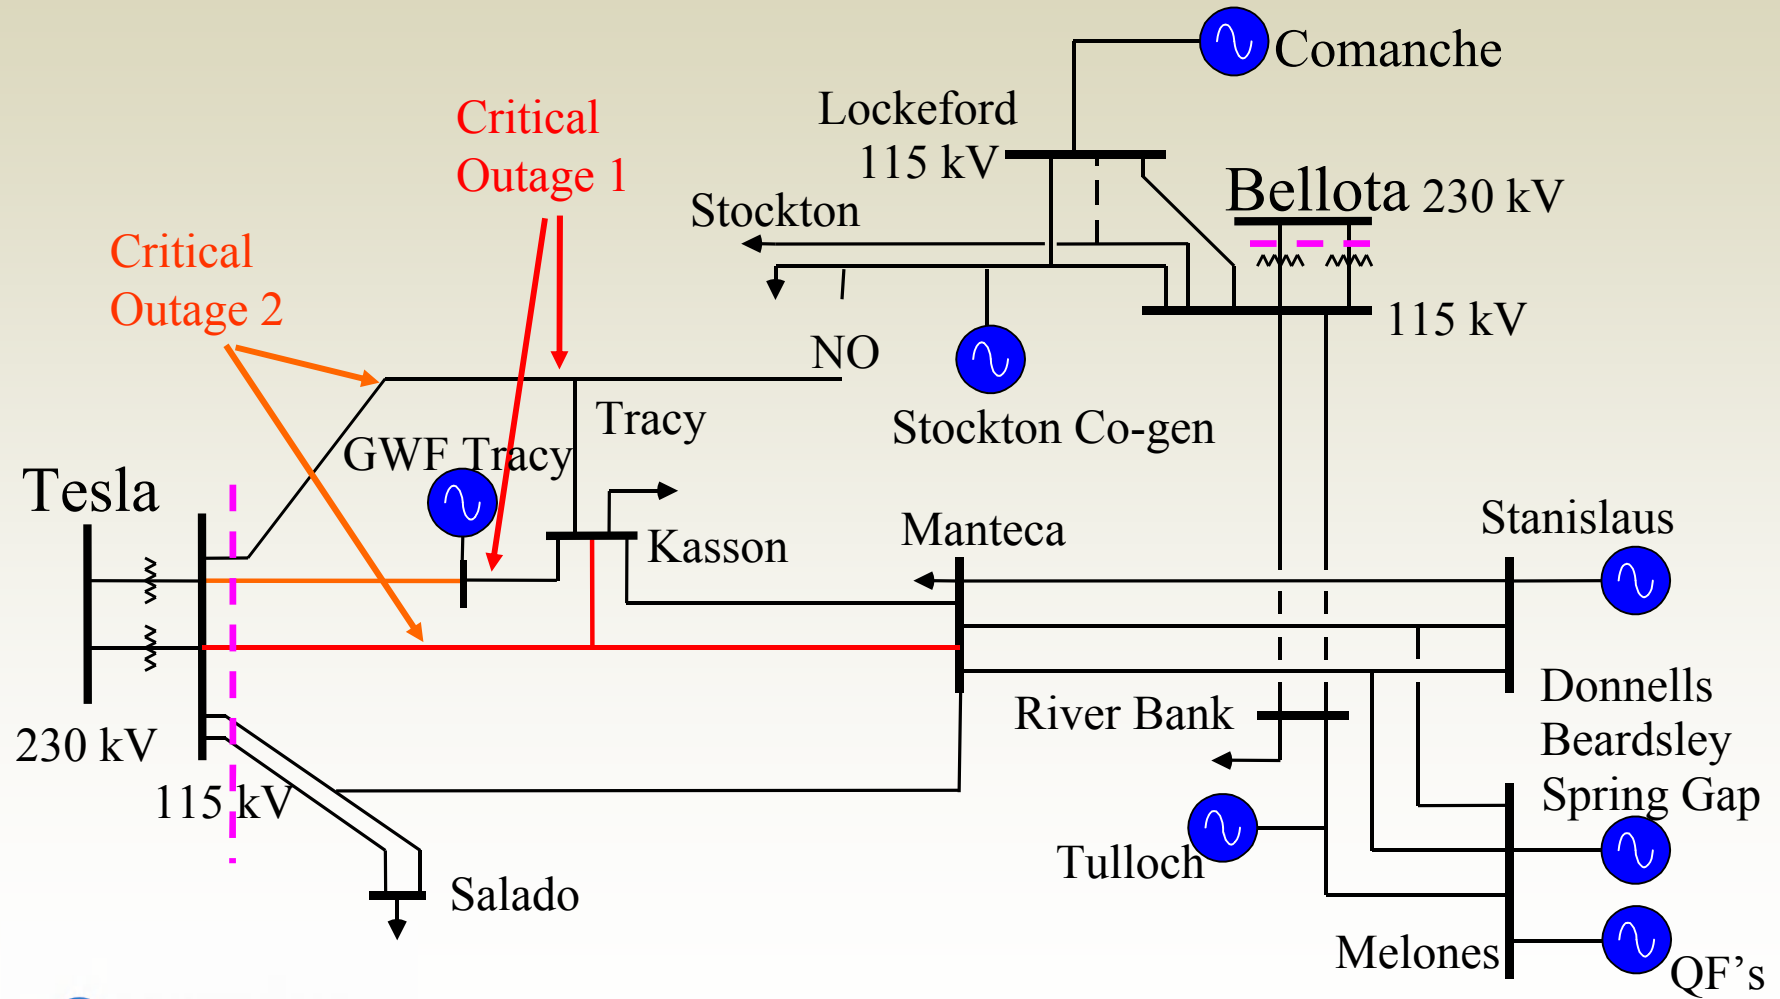 Comanche
Lockeford
115 kV
Critical
Outage 1
Bellota 230 kV
Stockton
Critical
Outage 2
115 kV
NO
Tracy
Stockton Co-gen
GWF Tracy
Tesla
Kasson
Manteca
Stanislaus
River Bank
Donnells
Beardsley
Spring Gap
230 kV
115 kV
Tulloch
Salado
Melones
QF’s